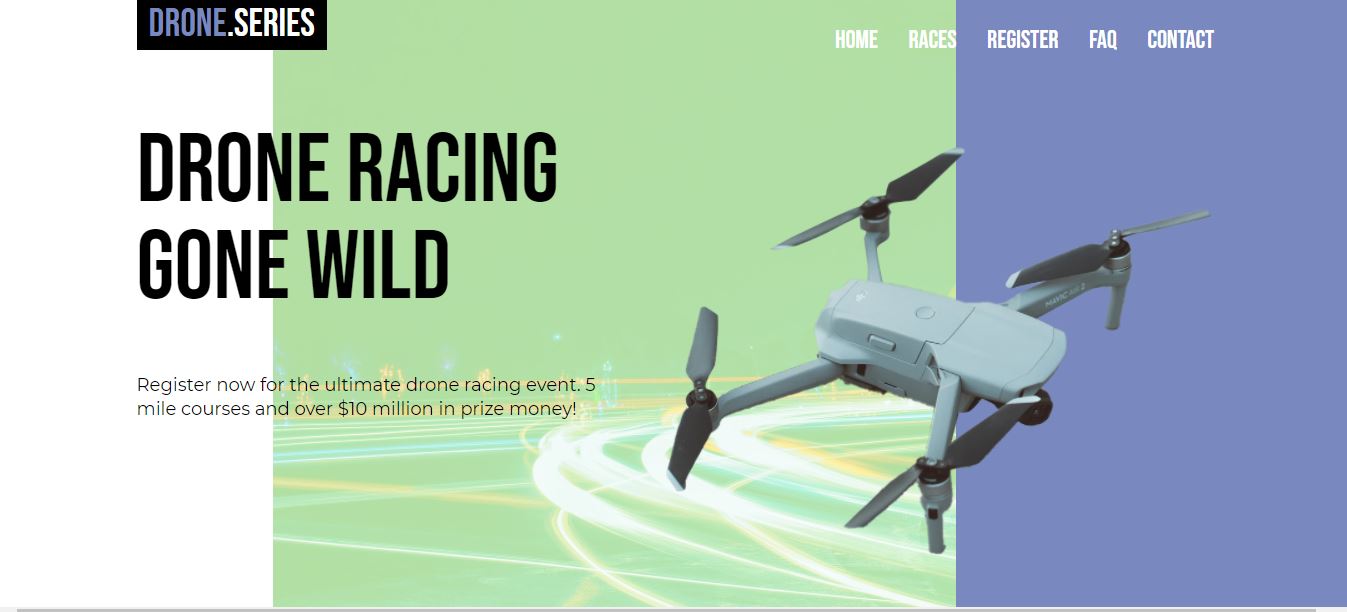 DRONE.SERIES
HOME RACES REGISTER FAQ CONTACT
DRONE RACING
GONE WILD
Register now for the ultimate drone racing event. 5
mile courses and over $10 million in prize money!
MAVIC AIR 2